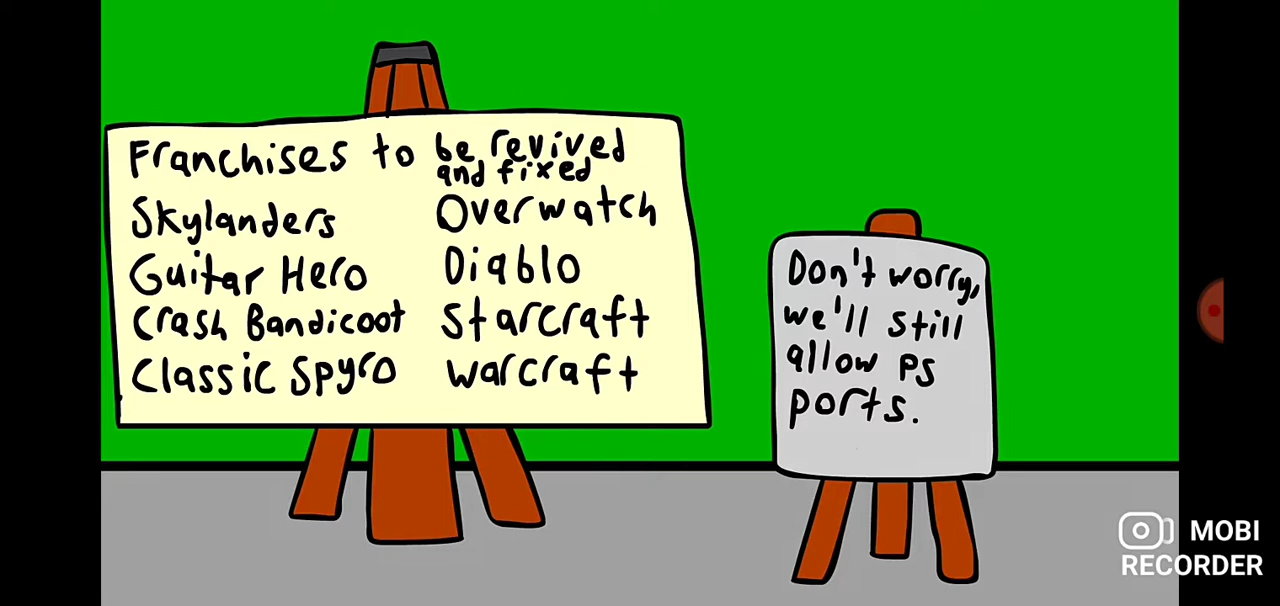 Franchises to be revived
and fixed
Skylanders Overwatch
Guitar Hero Diablo
Crash Bandicoot Starcraft
Classic Spyro Warcraft
Don't worry,
we'll still
allow PS
ports.
MOBI
RECORDER